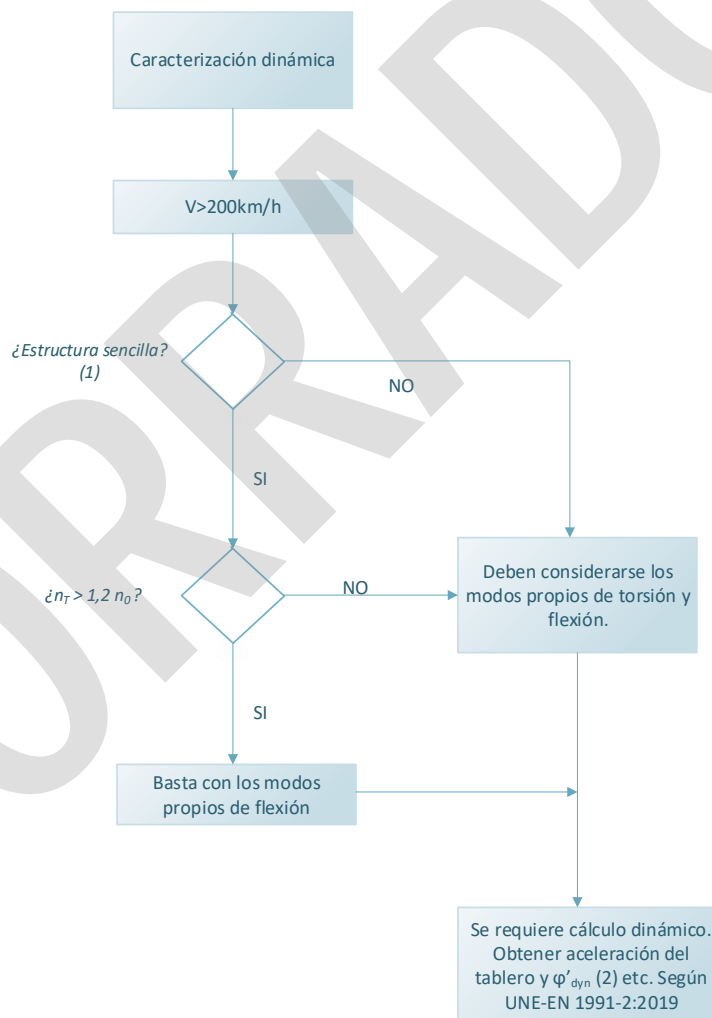 Caracterización dinámica
V>200km/h
¿Estructura sencilla?
(1)
NO
SI
¿n_T > 1,2 n_0?
NO
Deben considerarse los
modos propios de torsión y
flexión.
SI
Basta con los modos
propios de flexión
Se requiere cálculo dinámico.
Obtener aceleración del
tablero y φ'dyn (2) etc. Según
UNE-EN 1991-2:2019